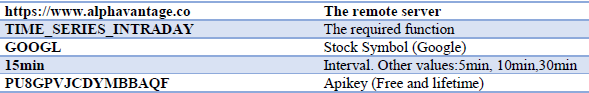 https://www.alphavantage.co The remote server
TIME_SERIES_INTRADAY The required function
GOOGL Stock Symbol (Google)
15min Interval. Other values:5min, 10min,30min
PU8GPVJCDYMBBAQF Apikey (Free and lifetime)